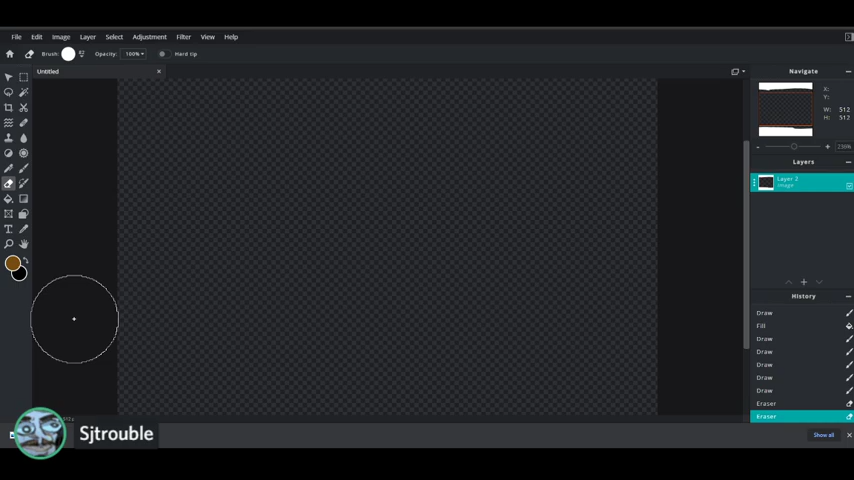 File Edit Image Layer Select Adjustment Filter View Help
Brush: Opacity: 100% Hard tip
Untitled
Navigate
X:
Y:
W: 512
H: 512
230%
Layers
Layer 2
Image
History
Draw
Fill
Draw
Draw
Draw
Draw
Draw
Eraser
Eraser
Sjtrouble
Show all